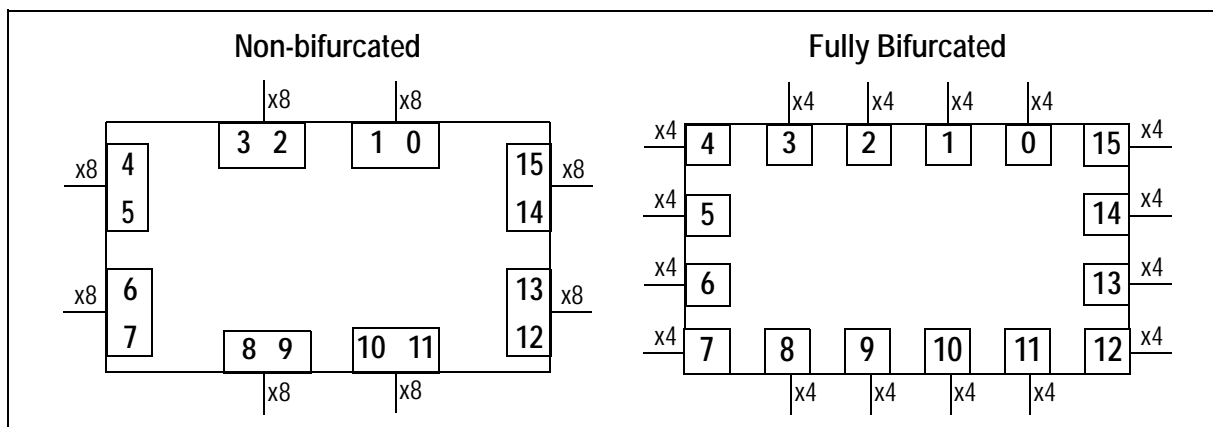 Non-bifurcated
x8 x8
3 2 1 0
4 15
x8 x8
5 14
6 13
x8 x8
7 12
8 9 10 11
x8 x8
Fully Bifurcated
x4 x4 x4 x4
x4 4 3 2 1 0 15 x4
x4 5 14 x4
x4 6 13 x4
x4 7 8 9 10 11 12 x4
x4 x4 x4 x4